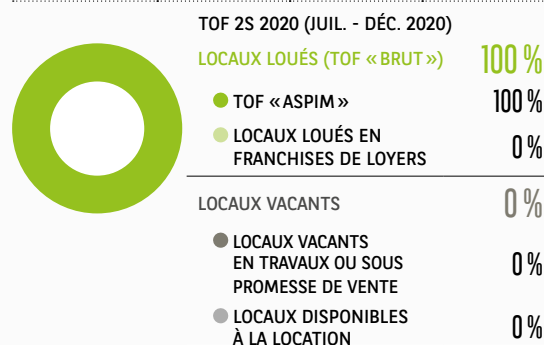 TOF 2S 2020 (JUIL. - DÉC. 2020)
LOCAUX LOUÉS (TOF « BRUT ») 100 %
TOF « ASPIM » 100 %
LOCAUX LOUÉS EN
FRANCHISES DE LOYERS 0 %
LOCAUX VACANTS 0 %
LOCAUX VACANTS
EN TRAVAUX OU SOUS
PROMESSE DE VENTE 0 %
LOCAUX DISPONIBLES
À LA LOCATION 0 %